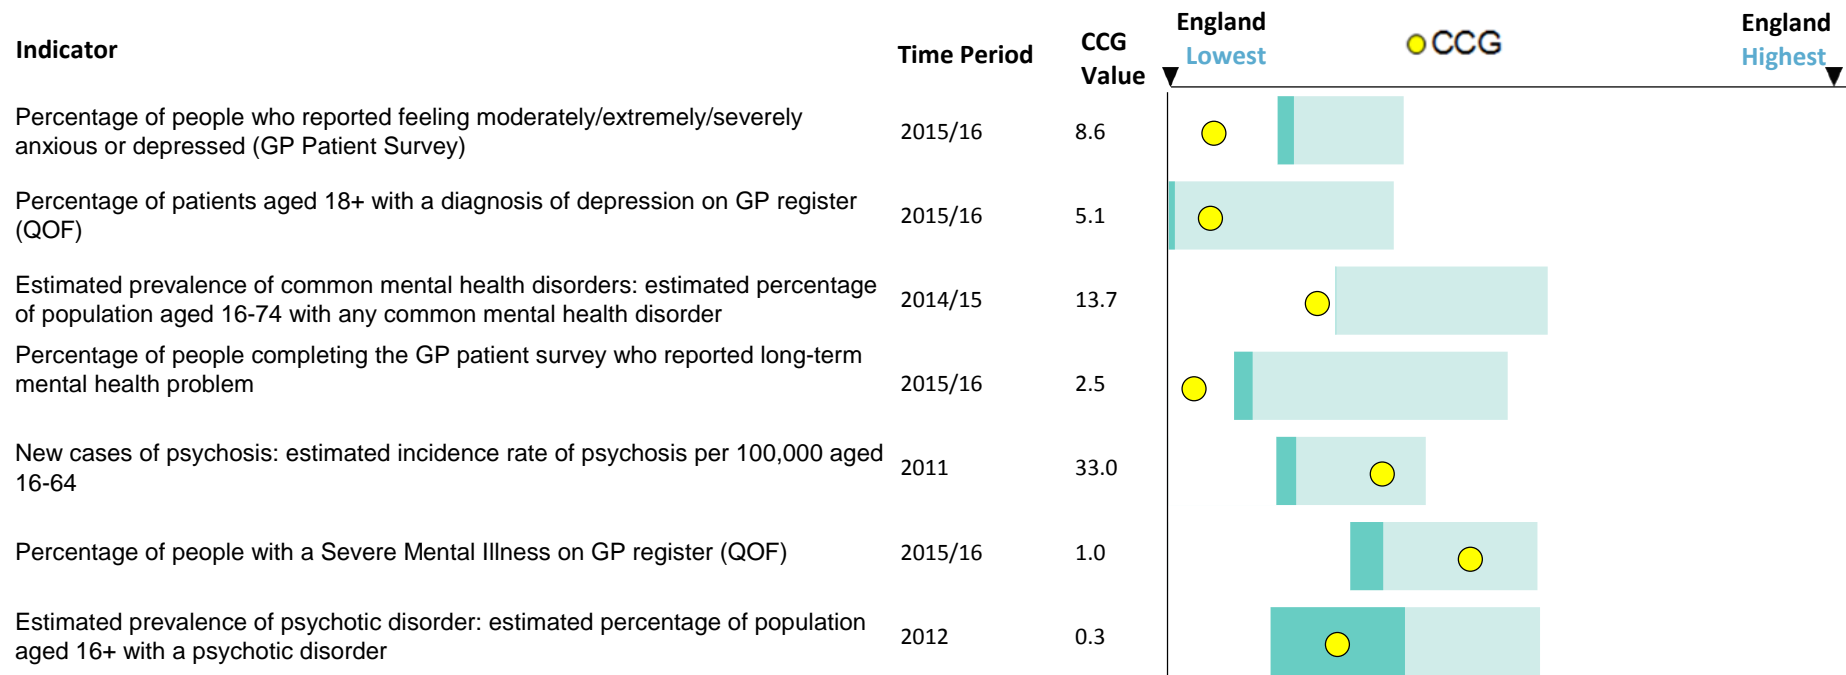 Indicator
Time Period
CCG
Value
England
Lowest
CCG
England
Highest
Percentage of people who reported feeling moderately/extremely/severely
anxious or depressed (GP Patient Survey)
2015/16
8.6
Percentage of patients aged 18+ with a diagnosis of depression on GP register
(QOF)
2015/16
5.1
Estimated prevalence of common mental health disorders: estimated percentage
of population aged 16-74 with any common mental health disorder
2014/15
13.7
Percentage of people completing the GP patient survey who reported long-term
mental health problem
2015/16
2.5
New cases of psychosis: estimated incidence rate of psychosis per 100,000 aged
16-64
2011
33.0
Percentage of people with a Severe Mental Illness on GP register (QOF)
2015/16
1.0
Estimated prevalence of psychotic disorder: estimated percentage of population
aged 16+ with a psychotic disorder
2012
0.3